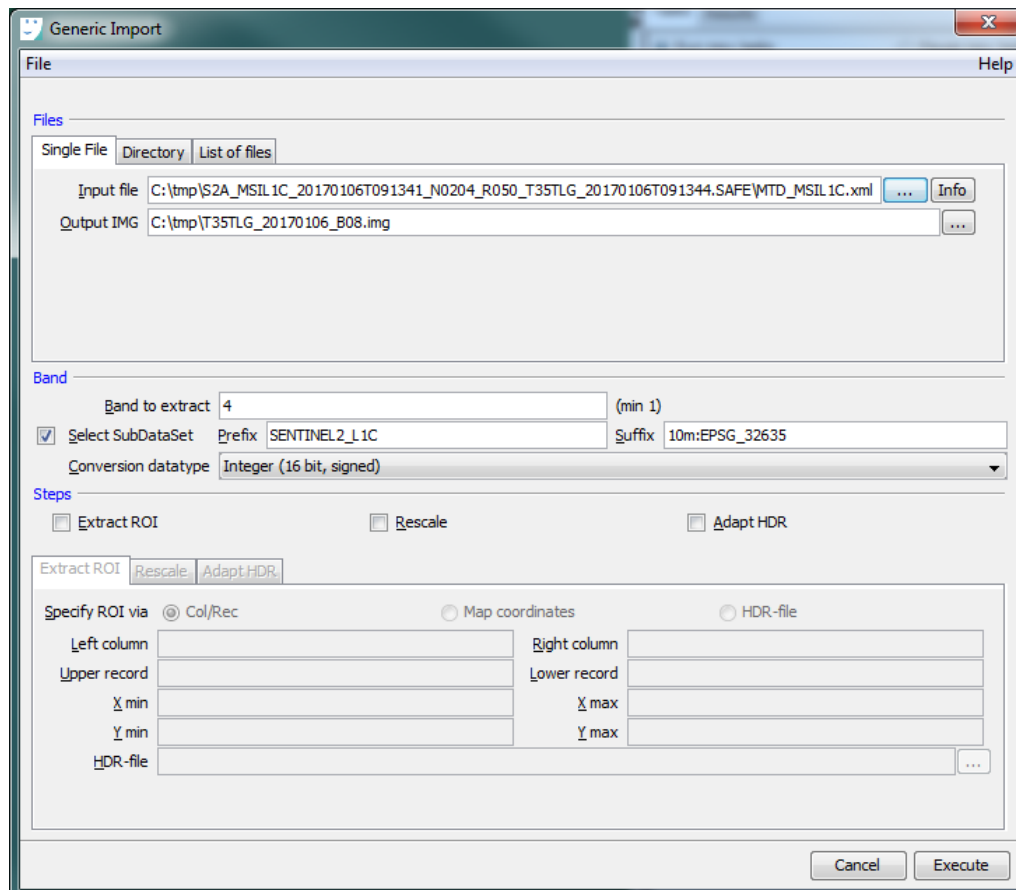 Generic Import
X
File Help
Files
Single File Directory List of files
Input file C:\tmp\S2A_MSIL1C_20170106T091341_N0204_R050_T35TLG_20170106T091344.SAFE\MTD_MSIL1C.xml ... Info
Output IMG C:\tmp\T35TLG_20170106_B08.img ...
Band
Band to extract 4 (min 1)
Select SubDataSet Prefix SENTINEL2_L1C Suffix 10m:EPSG_32635
Conversion datatype Integer (16 bit, signed)
Steps
Extract ROI Rescale Adapt HDR
Extract ROI Rescale Adapt HDR
Specify ROI via Col/Rec Map coordinates HDR-file
Left column Right column
Upper record Lower record
X min X max
Y min Y max
HDR-file ...
Cancel Execute